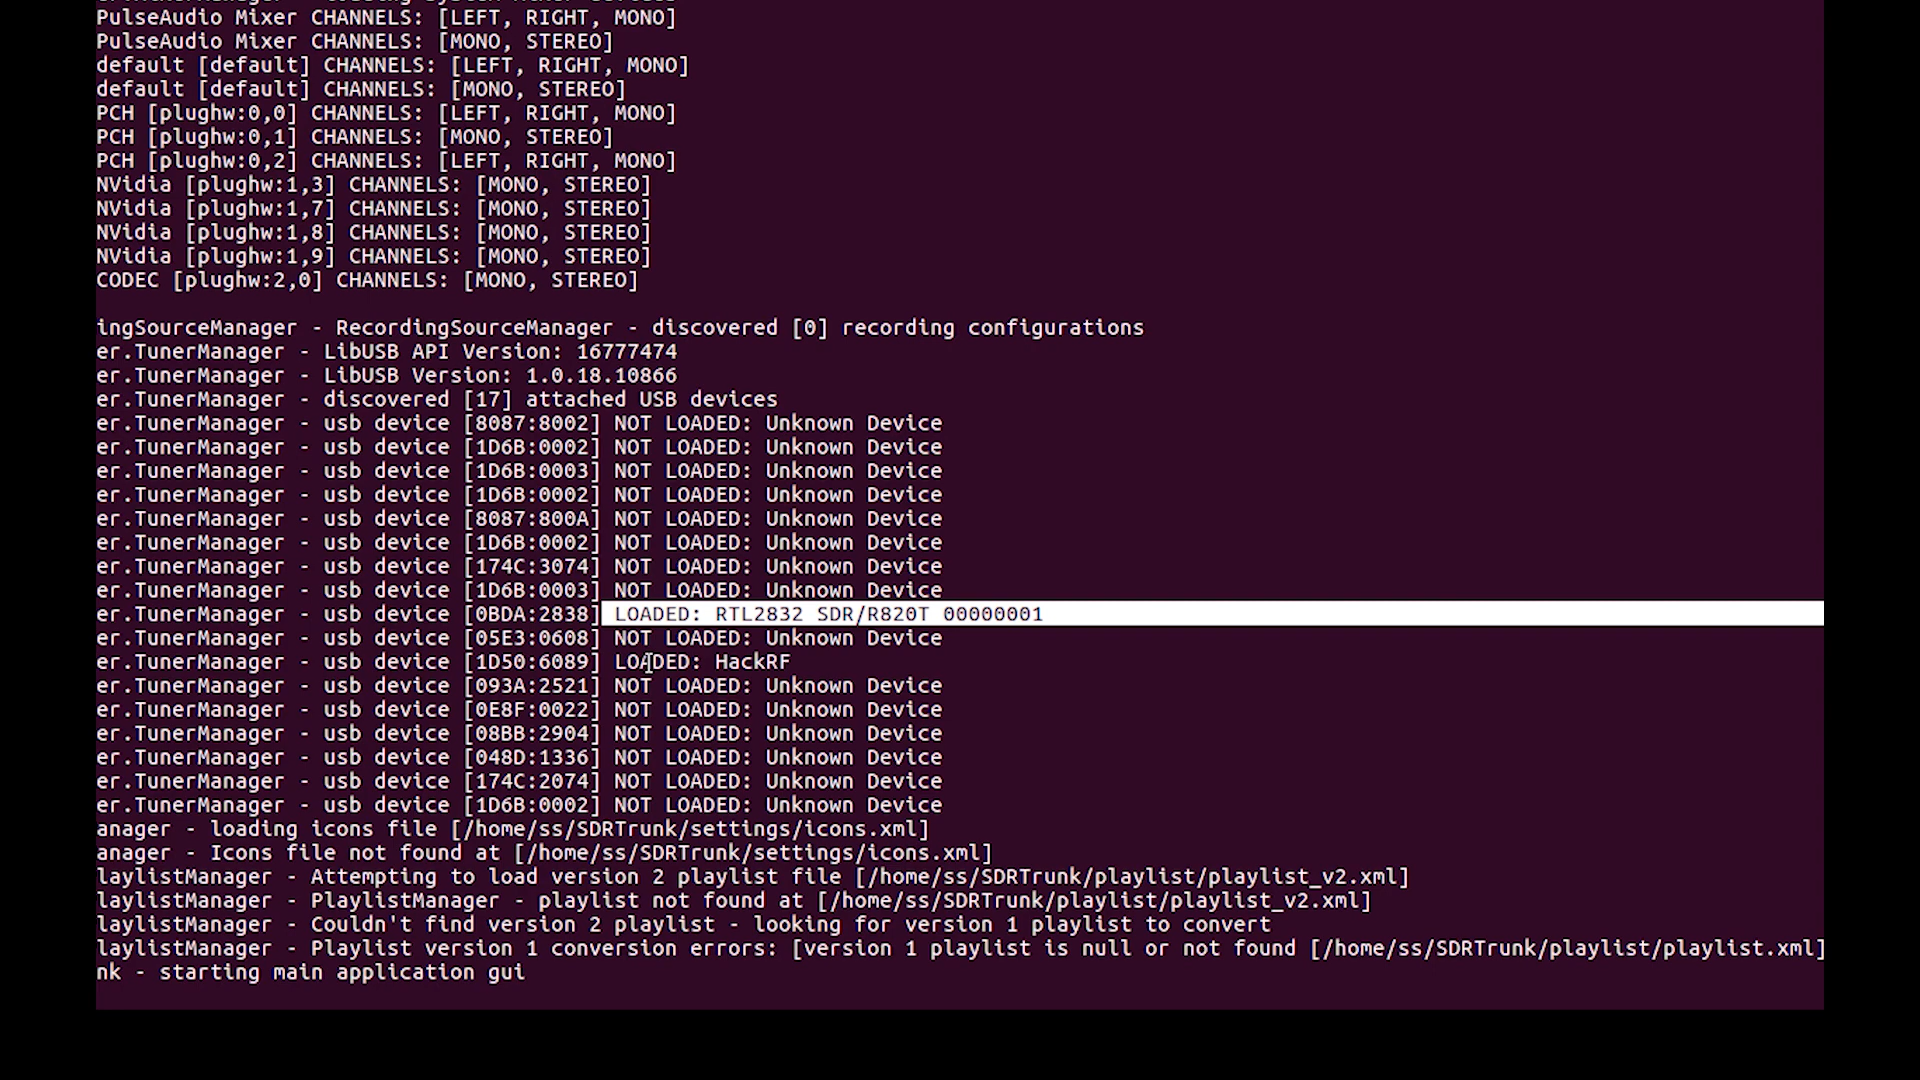 PulseAudio Mixer CHANNELS: [LEFT, RIGHT, MONO]
PulseAudio Mixer CHANNELS: [MONO, STEREO]
default [default] CHANNELS: [LEFT, RIGHT, MONO]
default [default] CHANNELS: [MONO, STEREO]
PCH [plughw:0,0] CHANNELS: [LEFT, RIGHT, MONO]
PCH [plughw:0,1] CHANNELS: [MONO, STEREO]
PCH [plughw:0,2] CHANNELS: [LEFT, RIGHT, MONO]
NVidia [plughw:1,3] CHANNELS: [MONO, STEREO]
NVidia [plughw:1,7] CHANNELS: [MONO, STEREO]
NVidia [plughw:1,8] CHANNELS: [MONO, STEREO]
NVidia [plughw:1,9] CHANNELS: [MONO, STEREO]
CODEC [plughw:2,0] CHANNELS: [MONO, STEREO]
ingSourceManager - RecordingSourceManager - discovered [0] recording configurations
er.TunerManager - LibUSB API Version: 16777474
er.TunerManager - LibUSB Version: 1.0.18.10866
er.TunerManager - discovered [17] attached USB devices
er.TunerManager - usb device [8087:8002] NOT LOADED: Unknown Device
er.TunerManager - usb device [1D6B:0002] NOT LOADED: Unknown Device
er.TunerManager - usb device [1D6B:0003] NOT LOADED: Unknown Device
er.TunerManager - usb device [1D6B:0002] NOT LOADED: Unknown Device
er.TunerManager - usb device [8087:800A] NOT LOADED: Unknown Device
er.TunerManager - usb device [1D6B:0002] NOT LOADED: Unknown Device
er.TunerManager - usb device [174C:3074] NOT LOADED: Unknown Device
er.TunerManager - usb device [1D6B:0003] NOT LOADED: Unknown Device
er.TunerManager - usb device [0BDA:2838] LOADED: RTL2832 SDR/R820T 00000001
er.TunerManager - usb device [05E3:0608] NOT LOADED: Unknown Device
er.TunerManager - usb device [1D50:6089] LOADED: HackRF
er.TunerManager - usb device [093A:2521] NOT LOADED: Unknown Device
er.TunerManager - usb device [0E8F:0022] NOT LOADED: Unknown Device
er.TunerManager - usb device [08BB:2904] NOT LOADED: Unknown Device
er.TunerManager - usb device [048D:1336] NOT LOADED: Unknown Device
er.TunerManager - usb device [174C:2074] NOT LOADED: Unknown Device
er.TunerManager - usb device [1D6B:0002] NOT LOADED: Unknown Device
anager - loading icons file [/home/ss/SDRTrunk/settings/icons.xml]
anager - Icons file not found at [/home/ss/SDRTrunk/settings/icons.xml]
laylistManager - Attempting to load version 2 playlist file [/home/ss/SDRTrunk/playlist/playlist_v2.xml]
laylistManager - PlaylistManager - playlist not found at [/home/ss/SDRTrunk/playlist/playlist_v2.xml]
laylistManager - Couldn't find version 2 playlist - looking for version 1 playlist to convert
laylistManager - Playlist version 1 conversion errors: [version 1 playlist is null or not found [/home/ss/SDRTrunk/playlist/playlist.xml]
nk - starting main application gui